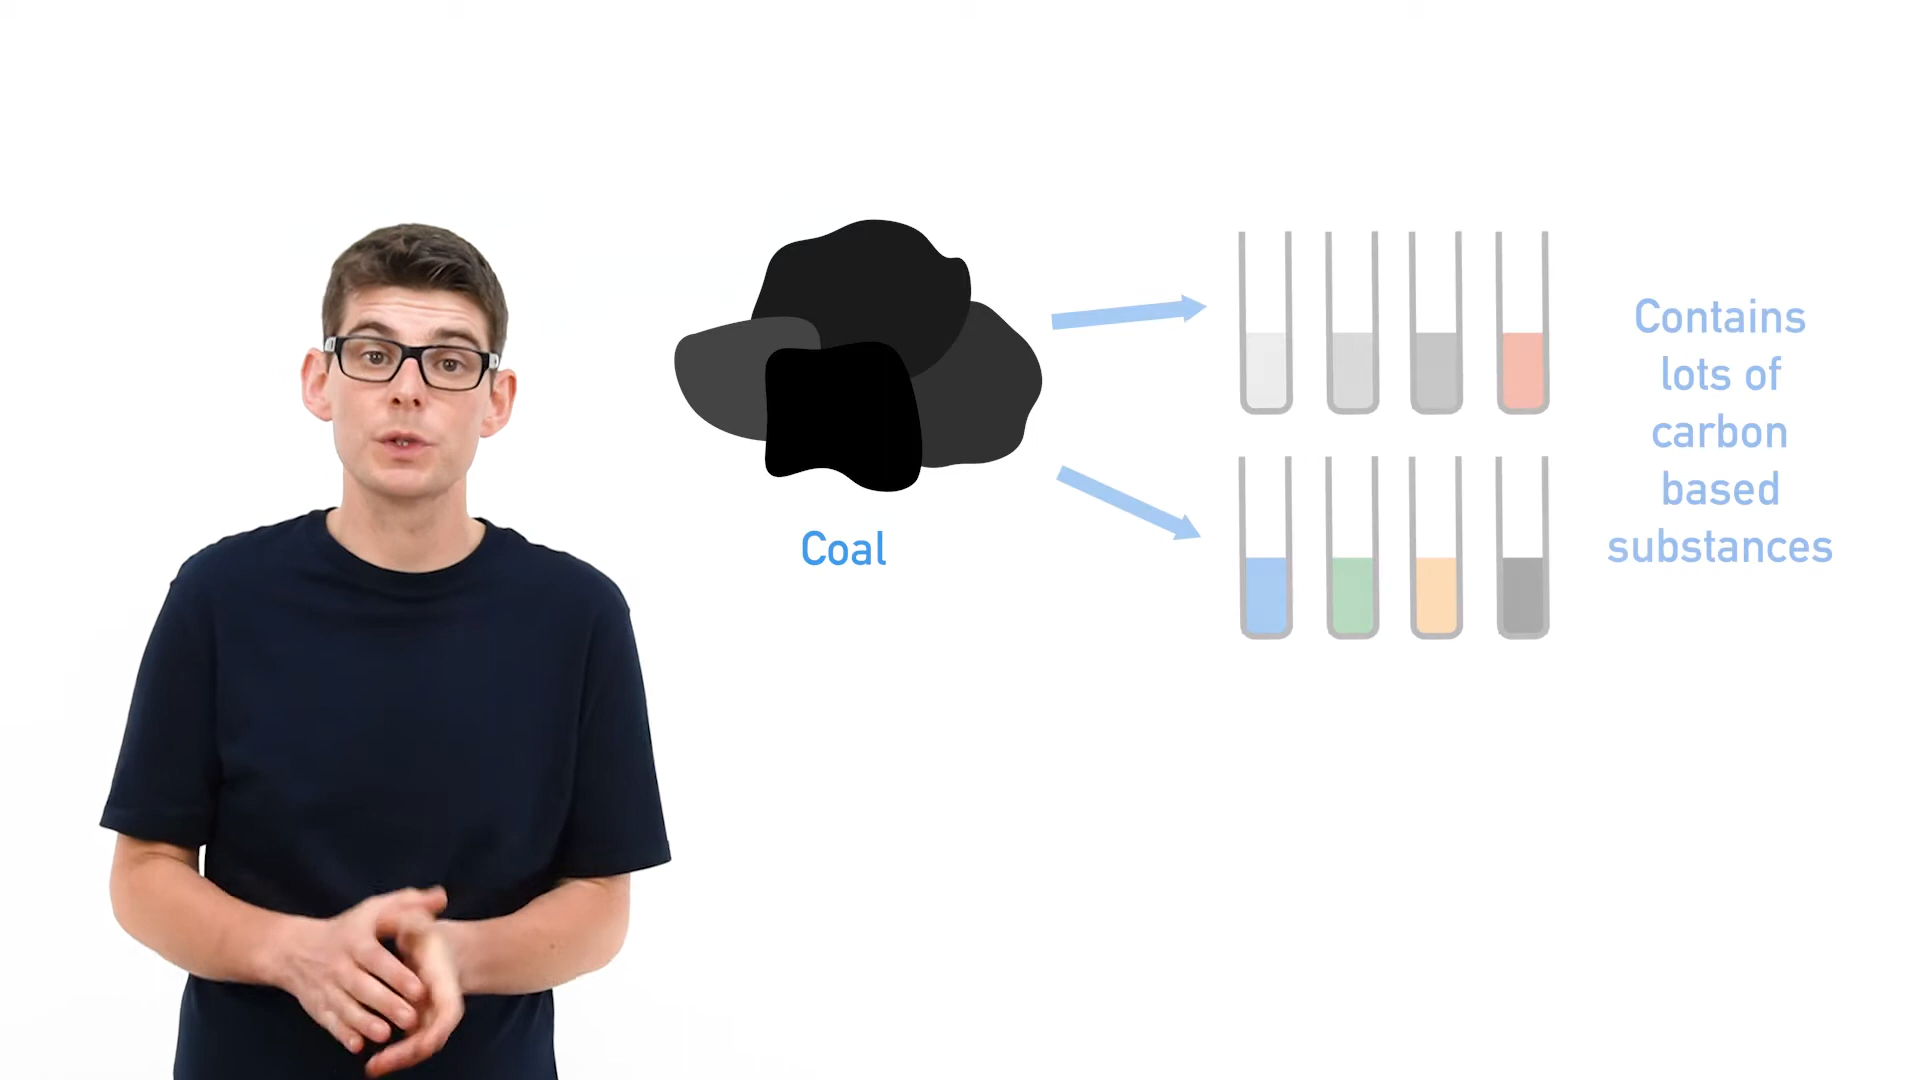 Coal
Contains
lots of
carbon
based
substances